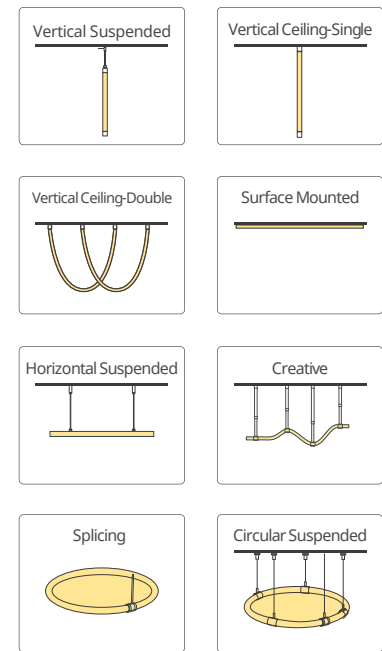 Vertical Suspended
Vertical Ceiling-Single
Vertical Ceiling-Double
Surface Mounted
Horizontal Suspended
Creative
Splicing
Circular Suspended